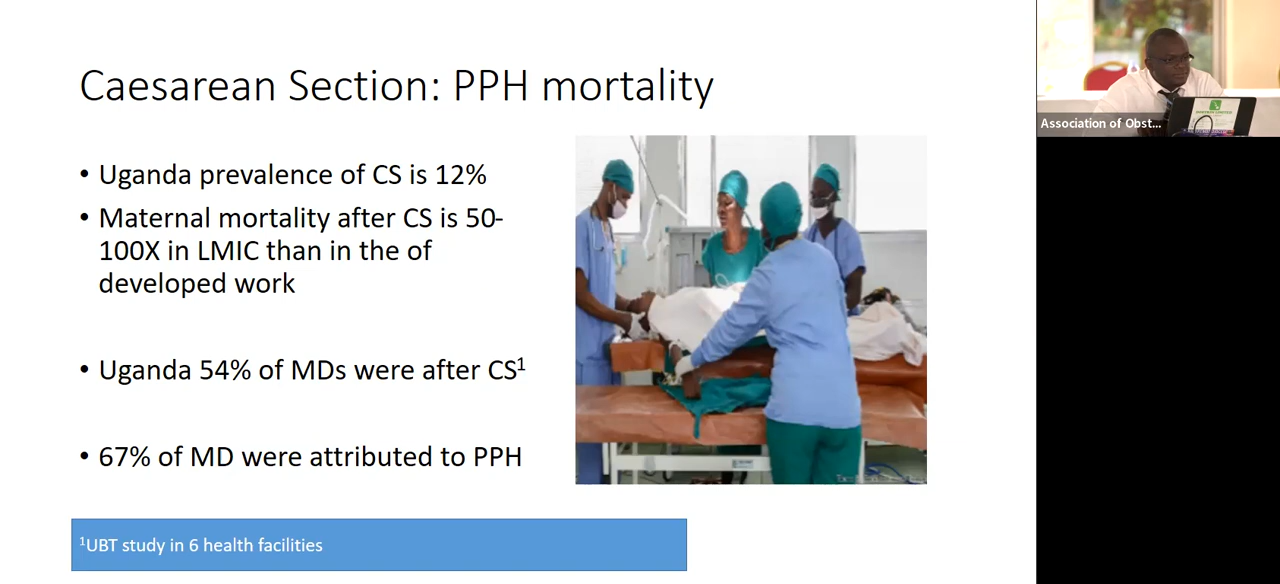 Caesarean Section: PPH mortality
• Uganda prevalence of CS is 12%
• Maternal mortality after CS is 50-
100X in LMIC than in the of
developed work
• Uganda 54% of MDs were after CS¹
• 67% of MD were attributed to PPH
¹UBT study in 6 health facilities
Association of Obst...